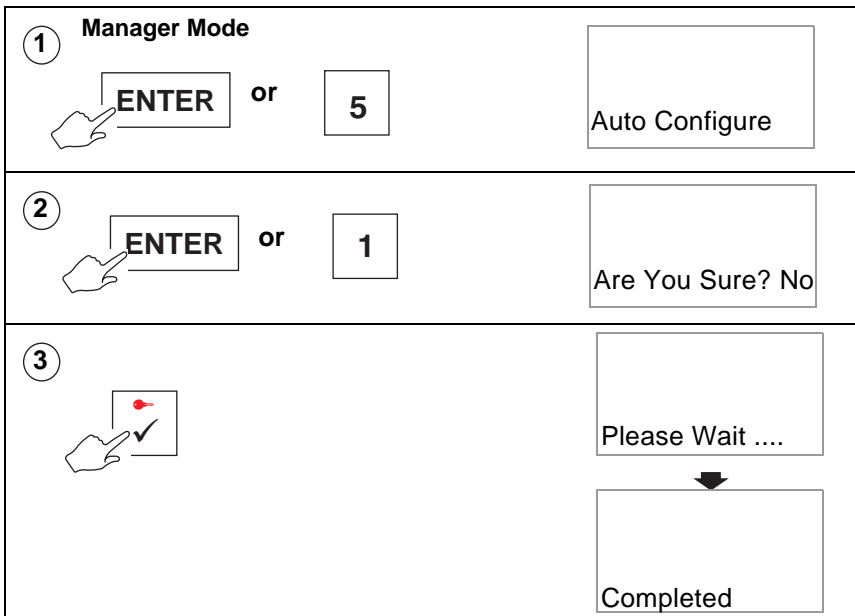 1 Manager Mode
ENTER or 5
Auto Configure
2
ENTER or 1
Are You Sure? No
3
Please Wait ....
Completed